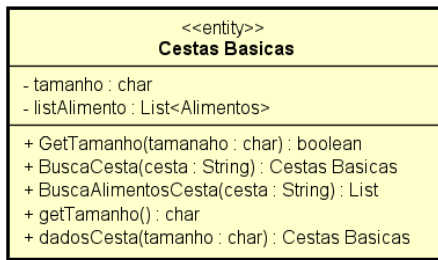 <<entity>>
Cestas Basicas
- tamanho : char
- listAlimento : List<Alimentos>
+ GetTamanho(tamanaho : char) : boolean
+ BuscaCesta(cesta : String) : Cestas Basicas
+ BuscaAlimentosCesta(cesta : String) : List
+ getTamanho() : char
+ dadosCesta(tamanho : char) : Cestas Basicas